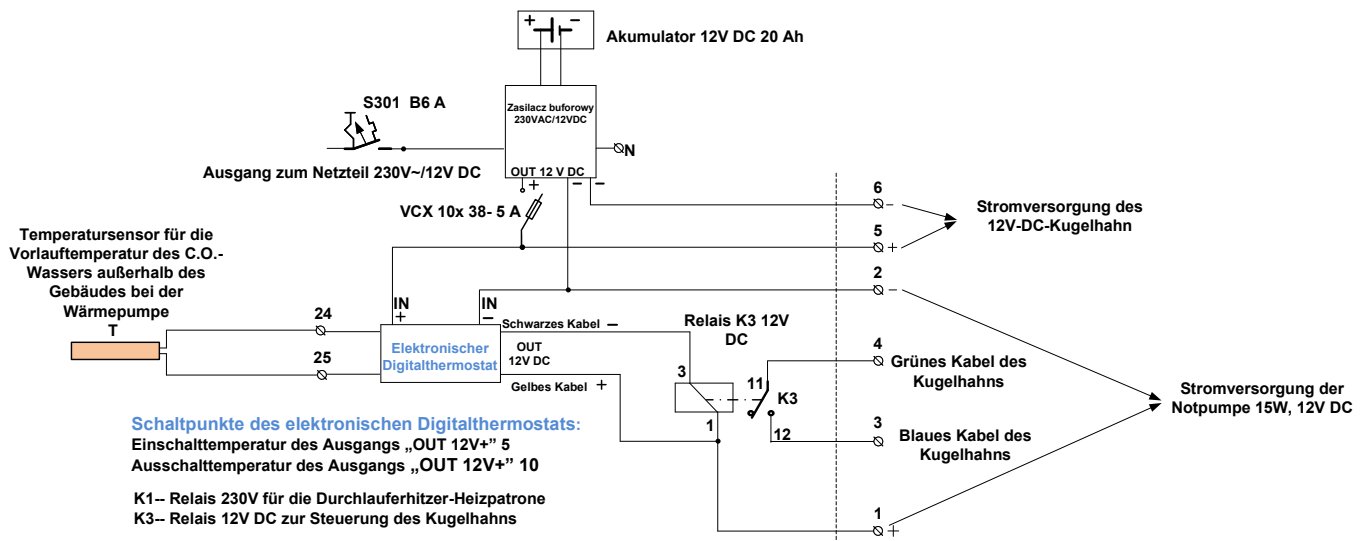 + −
Akumulator 12V DC 20 Ah
S301 B6 A
Zasilacz buforowy
230VAC/12VDC
N
Ausgang zum Netzteil 230V~/12V DC
OUT 12 V DC
+ − −
VCX 10x 38- 5 A
6
−
Stromversorgung des
12V-DC-Kugelhahn
5
+
Temperatursensor für die
Vorlauftemperatur des C.O.-
Wassers außerhalb des
Gebäudes bei der
Wärmepumpe
T
2
−
24
25
IN
+
IN
−
Elektronischer
Digitalthermostat
Schwarzes Kabel −
OUT
12V DC
Gelbes Kabel +
Relais K3 12V
DC
3
1
11
K3
12
4
Grünes Kabel des
Kugelhahns
3
Blaues Kabel des
Kugelhahns
Stromversorgung der
Notpumpe 15W, 12V DC
1
+
Schaltpunkte des elektronischen Digitalthermostats:
Einschalttemperatur des Ausgangs „OUT 12V+” 5
Ausschalttemperatur des Ausgangs „OUT 12V+” 10
K1-- Relais 230V für die Durchlauferhitzer-Heizpatrone
K3-- Relais 12V DC zur Steuerung des Kugelhahns